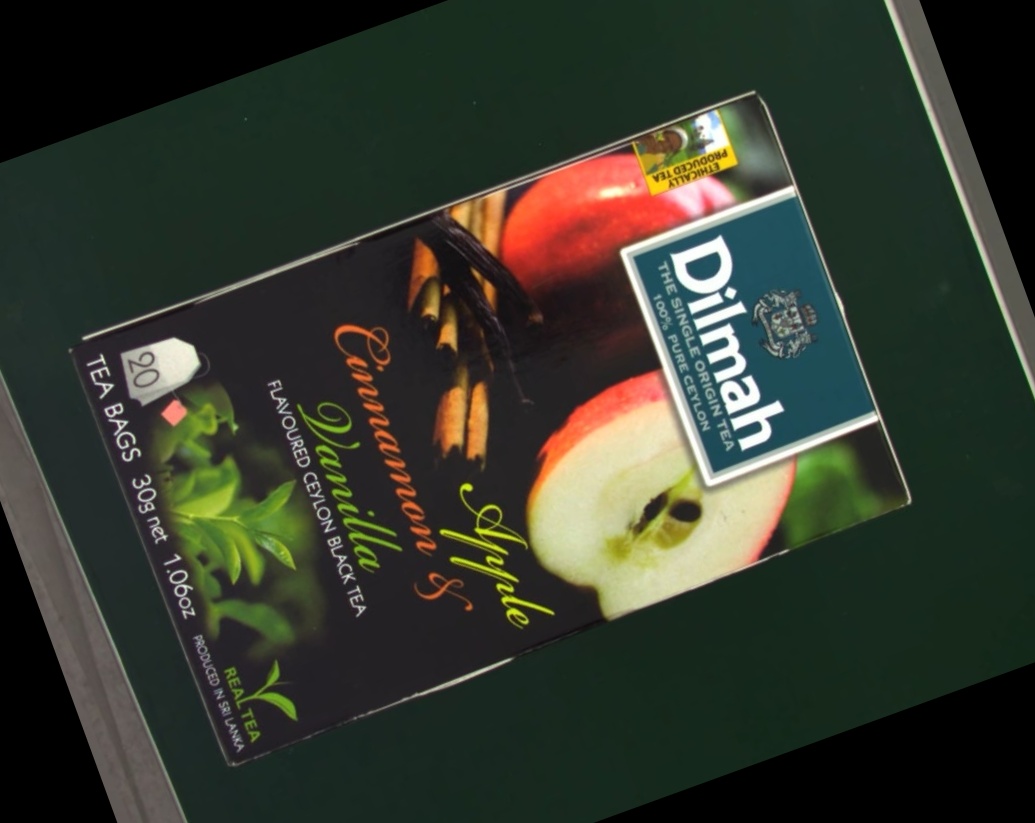 ETHICALLY
PRODUCED TEA
Dilmah
THE SINGLE ORIGIN TEA
100% PURE CEYLON
Apple
Cinnamon &
Vanilla
FLAVOURED CEYLON BLACK TEA
20
TEA BAGS 30g net 1.06oz
REAL TEA
PRODUCED IN SRI LANKA